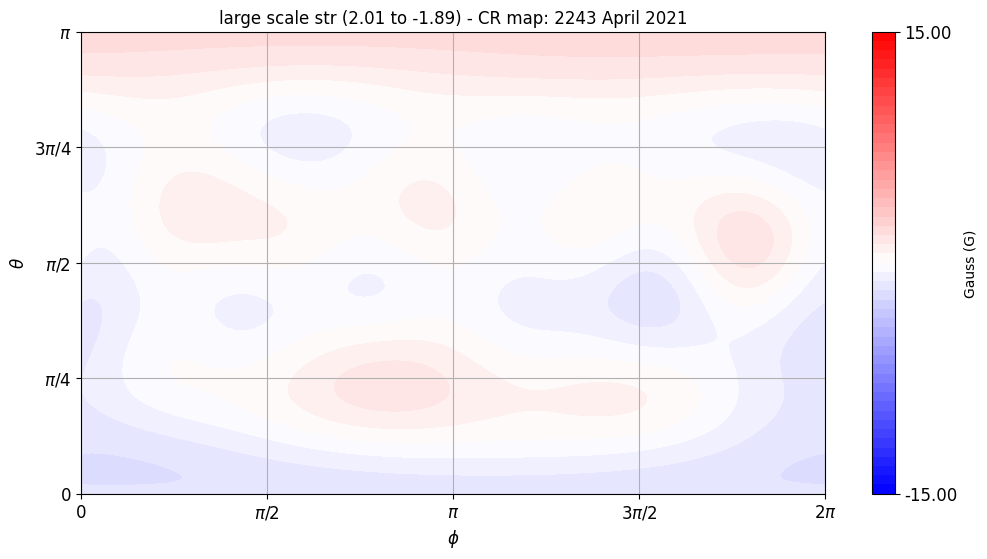 large scale str (2.01 to -1.89) - CR map: 2243 April 2021
π
3π/4
π/2
π/4
0
θ
0
π/2
π
3π/2
2π
ϕ
15.00
-15.00
Gauss (G)